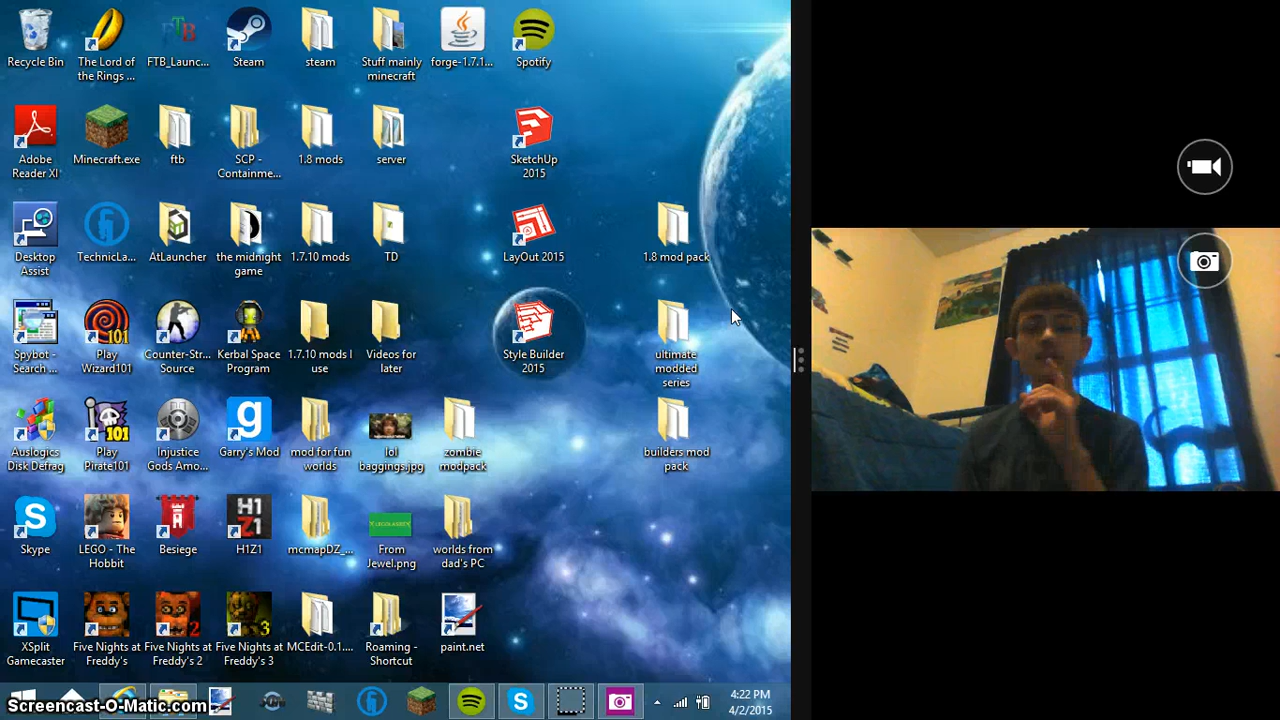 Recycle Bin
The Lord of the Rings ...
FTB_Launc...
Steam
steam
Stuff mainly minecraft
forge-1.7.1...
Spotify
Adobe Reader XI
Minecraft.exe
ftb
SCP - Containme...
1.8 mods
server
SketchUp 2015
Desktop Assist
TechnicLa...
AtLauncher
the midnight game
1.7.10 mods
TD
LayOut 2015
1.8 mod pack
Spybot - Search ...
Play Wizard101
Counter-Str... Source
Kerbal Space Program
1.7.10 mods I use
Videos for later
Style Builder 2015
ultimate modded series
Auslogics Disk Defrag
Play Pirate101
Injustice Gods Amo...
Garry's Mod
mod for fun worlds
lol baggings.jpg
zombie modpack
builders mod pack
Skype
LEGO - The Hobbit
Besiege
H1Z1
mcmapDZ_...
From Jewel.png
worlds from dad's PC
XSplit Gamecaster
Five Nights at Freddy's
Five Nights at Freddy's 2
Five Nights at Freddy's 3
MCEdit-0.1....
Roaming - Shortcut
paint.net
4:22 PM
4/2/2015
Screencast-O-Matic.com